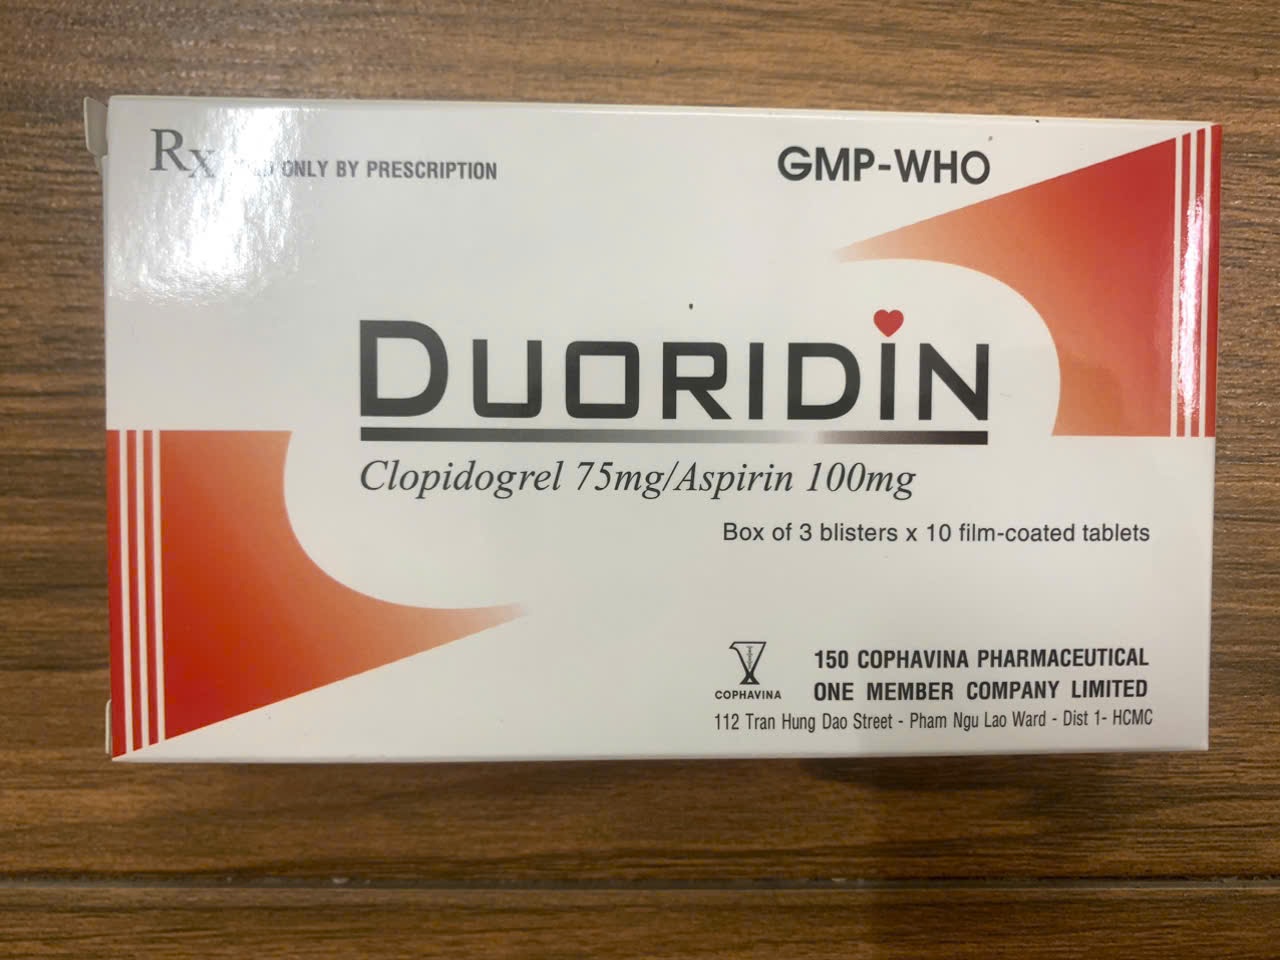 Rx ONLY BY PRESCRIPTION
GMP-WHO
DUORIDIN
Clopidogrel 75mg/Aspirin 100mg
Box of 3 blisters x 10 film-coated tablets
COPHAVINA
150 COPHAVINA PHARMACEUTICAL
ONE MEMBER COMPANY LIMITED
112 Tran Hung Dao Street - Pham Ngu Lao Ward - Dist 1- HCMC